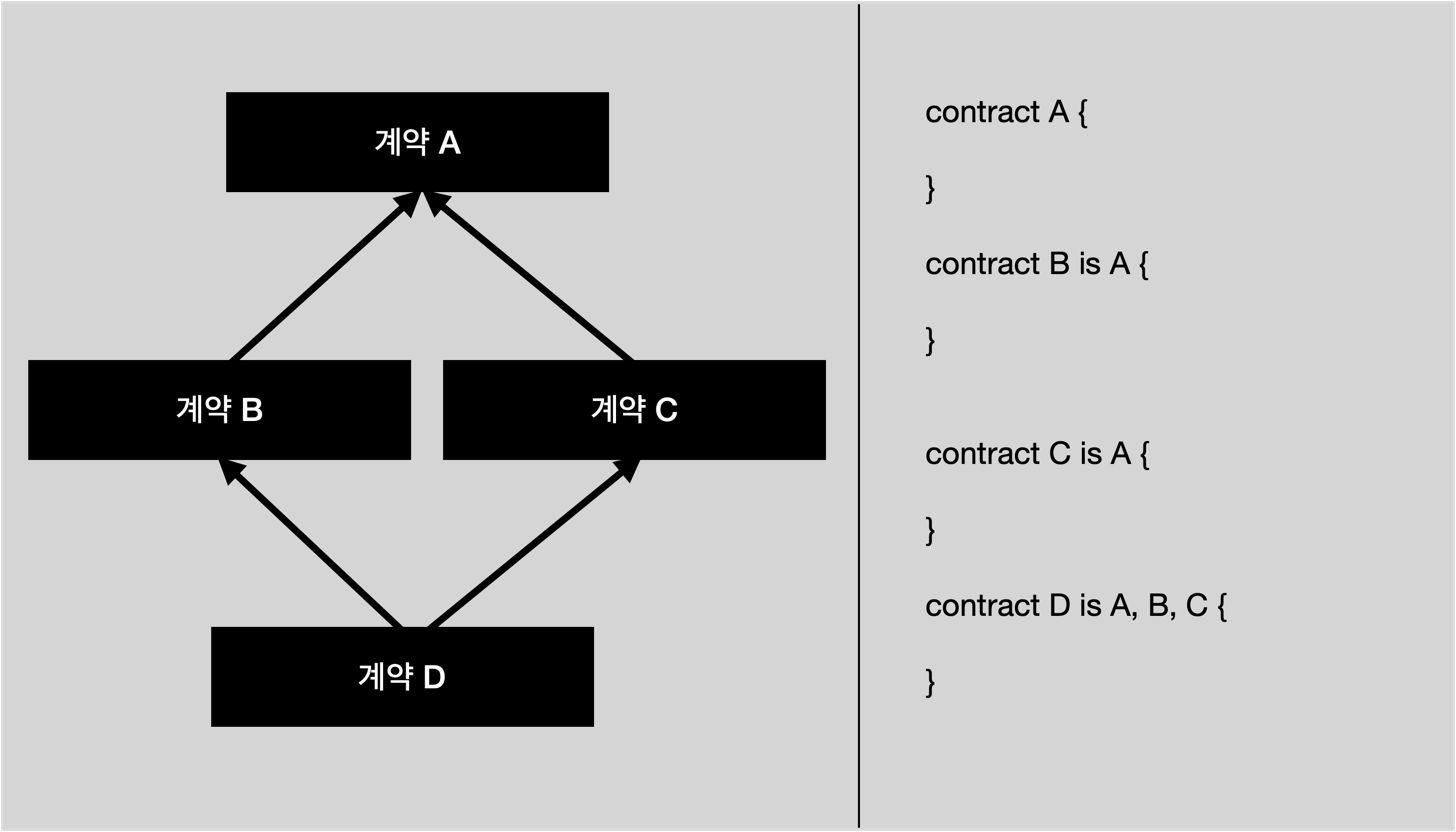 계약 A
계약 B
계약 C
계약 D
contract A {
}
contract B is A {
}
contract C is A {
}
contract D is A, B, C {
}